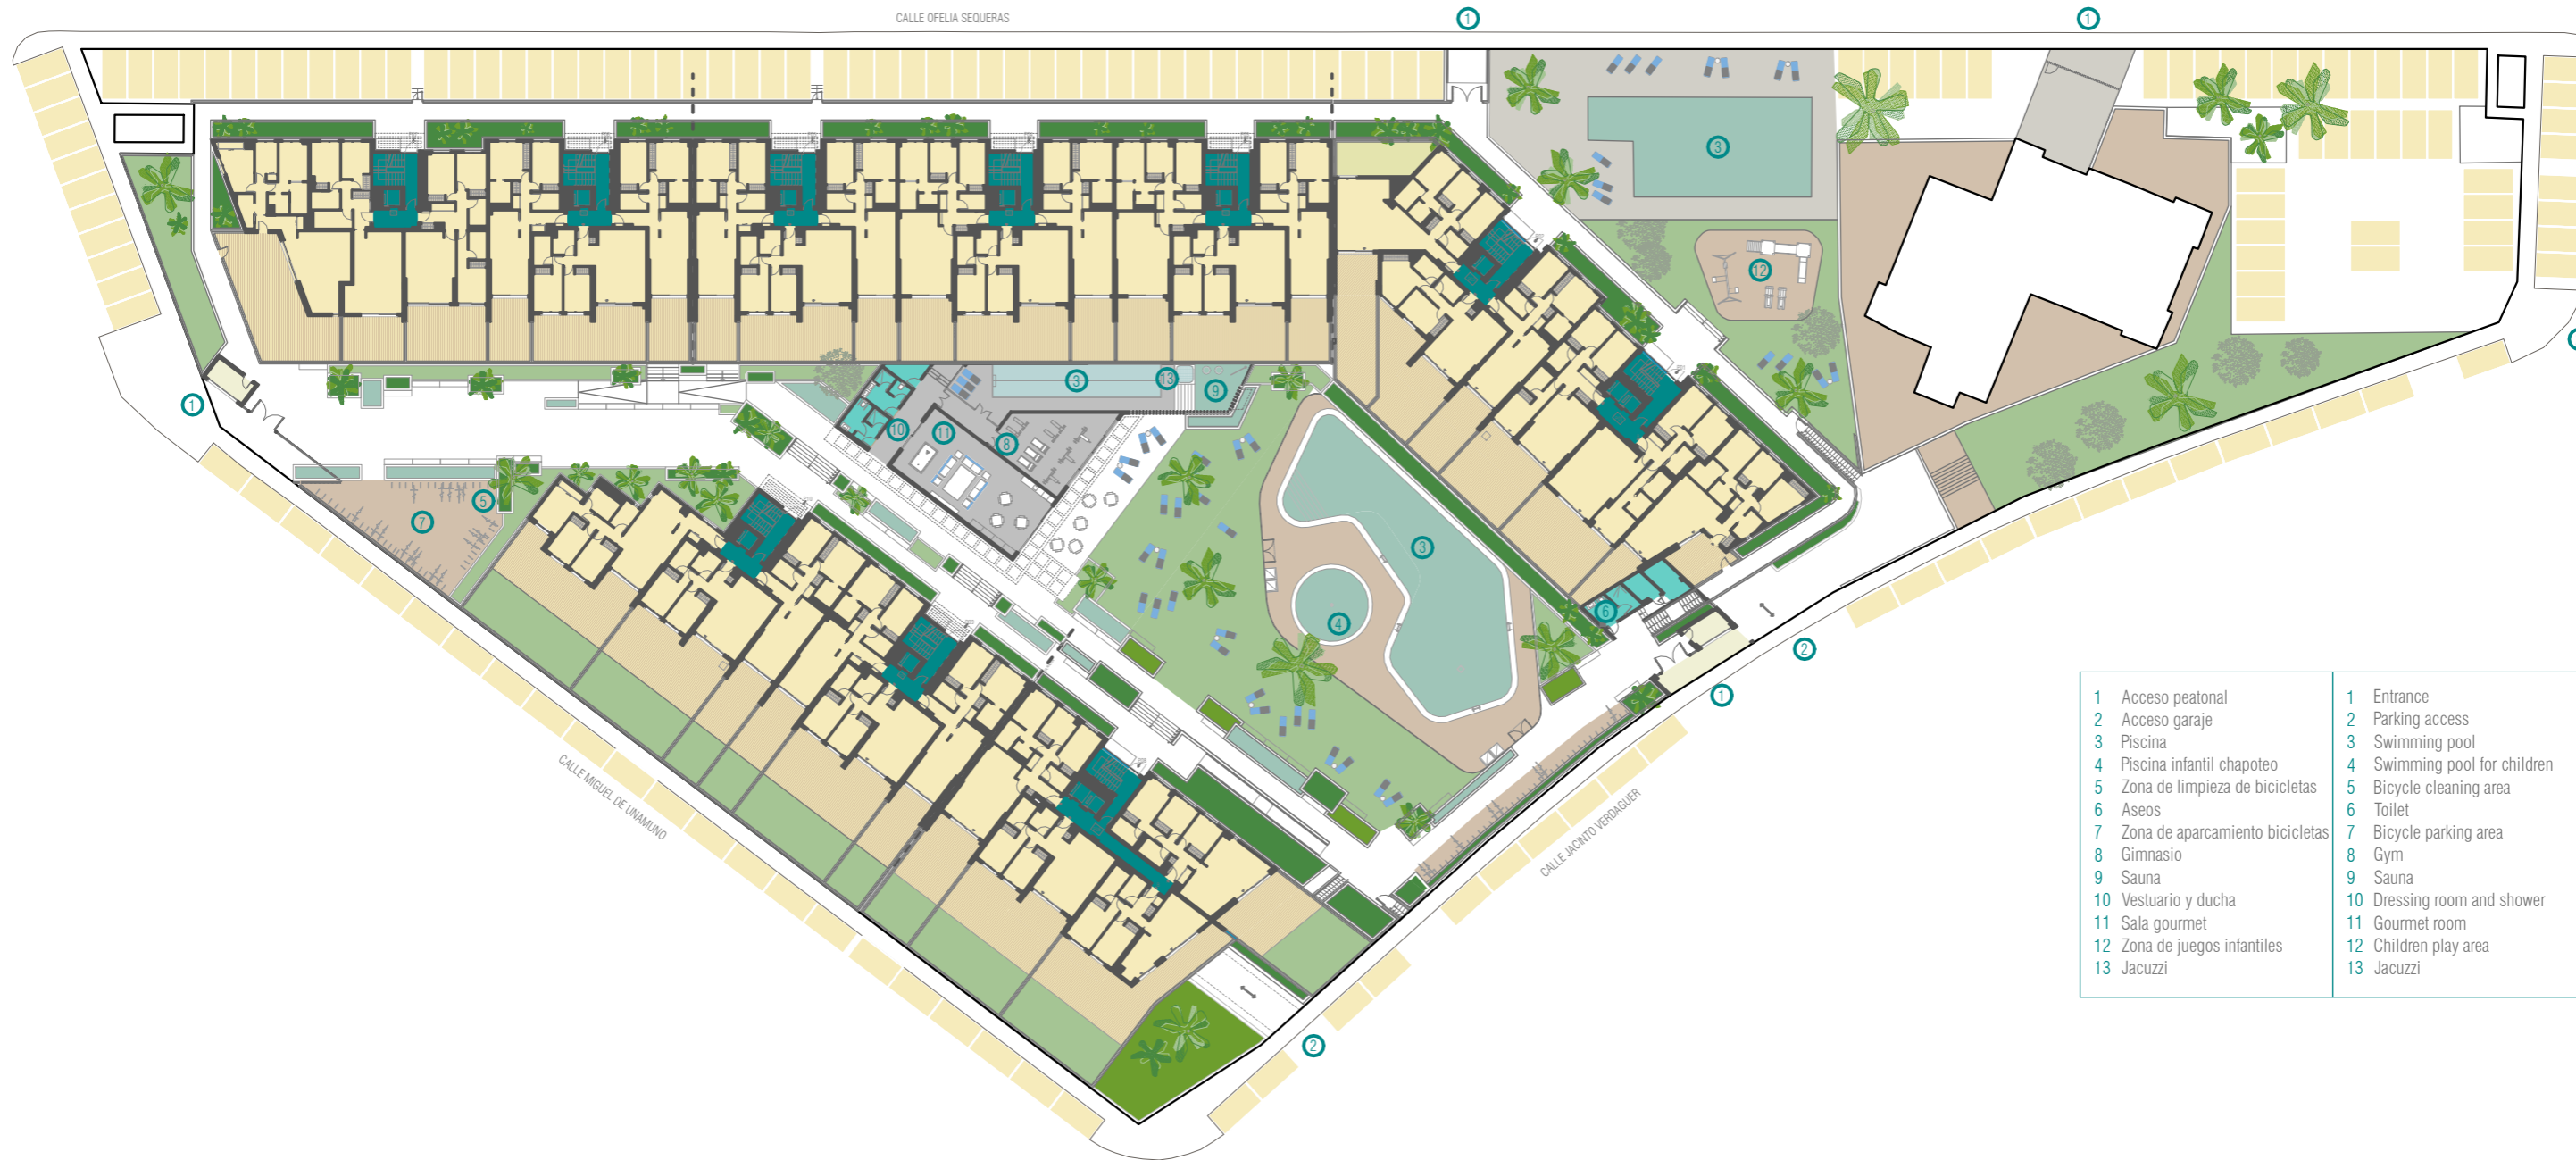 CALLE OFELIA SEQUERAS
1
1
3
12
1
3
13
9
10
11
8
5
7
3
4
6
2
1
CALLE MIGUEL DE UNAMUNO
CALLE JACINTO VERDAGUER
2
1 Acceso peatonal
2 Acceso garaje
3 Piscina
4 Piscina infantil chapoteo
5 Zona de limpieza de bicicletas
6 Aseos
7 Zona de aparcamiento bicicletas
8 Gimnasio
9 Sauna
10 Vestuario y ducha
11 Sala gourmet
12 Zona de juegos infantiles
13 Jacuzzi
1 Entrance
2 Parking access
3 Swimming pool
4 Swimming pool for children
5 Bicycle cleaning area
6 Toilet
7 Bicycle parking area
8 Gym
9 Sauna
10 Dressing room and shower
11 Gourmet room
12 Children play area
13 Jacuzzi